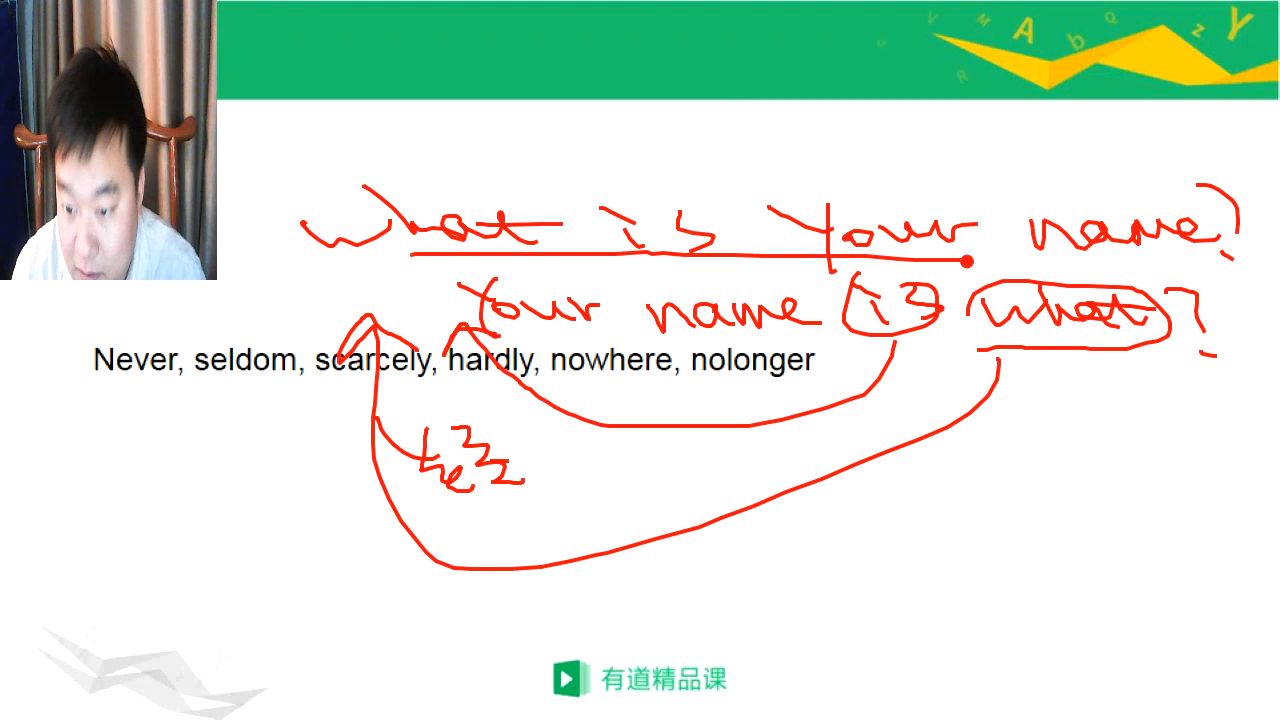 What is your name?
Your name is what?
Never, seldom, scarcely, hardly, nowhere, nolonger
有道精品课